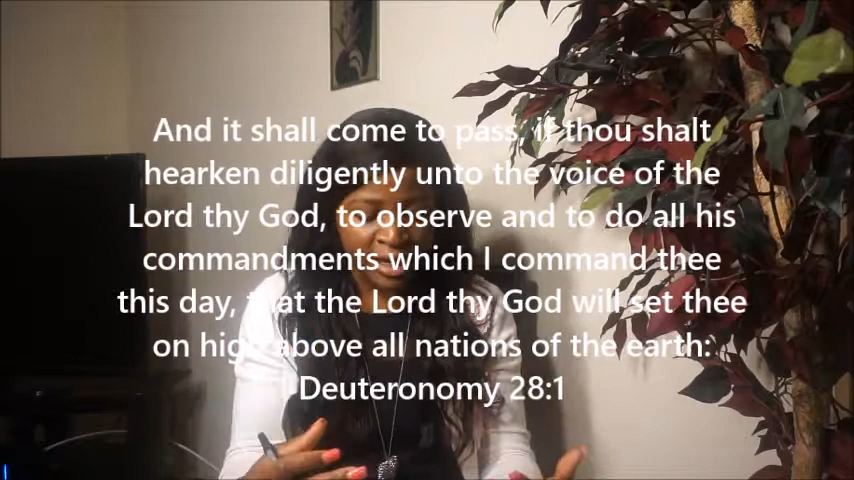 And it shall come to pass, if thou shalt
hearken diligently unto the voice of the
Lord thy God, to observe and to do all his
commandments which I command thee
this day, that the Lord thy God will set thee
on high above all nations of the earth:
Deuteronomy 28:1